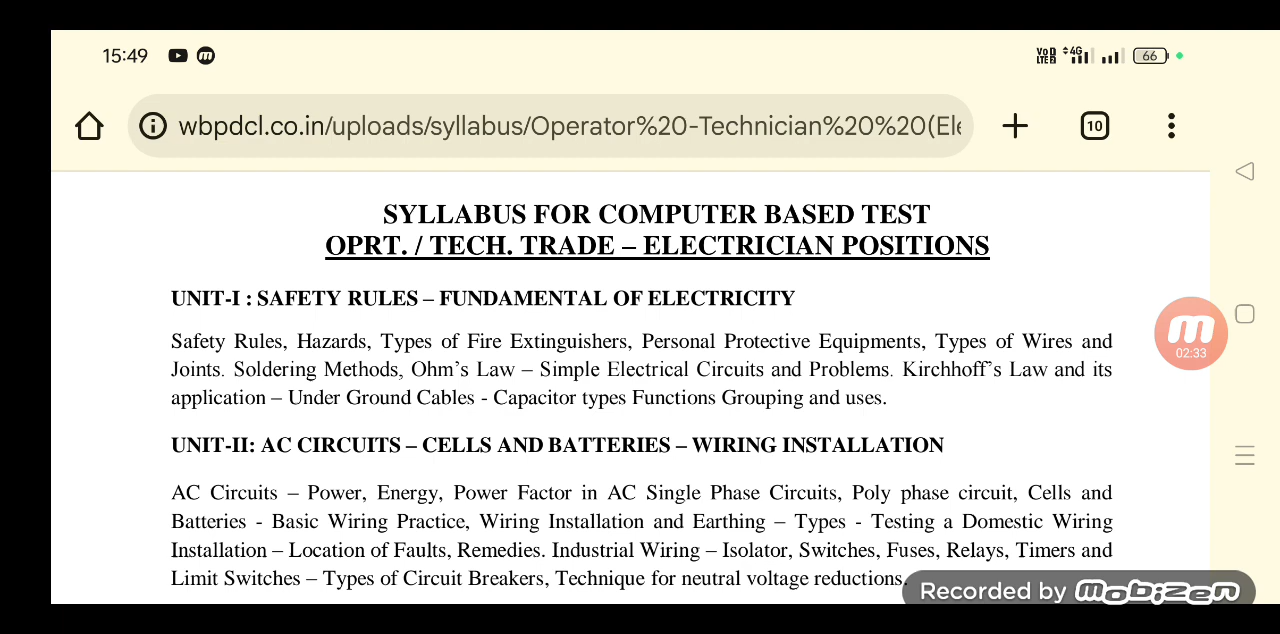 15:49
VoD LTE2 4G 66
wbpdcl.co.in/uploads/syllabus/Operator%20-Technician%20%20(Ele
10
SYLLABUS FOR COMPUTER BASED TEST
OPRT. / TECH. TRADE – ELECTRICIAN POSITIONS
UNIT-I : SAFETY RULES – FUNDAMENTAL OF ELECTRICITY
Safety Rules, Hazards, Types of Fire Extinguishers, Personal Protective Equipments, Types of Wires and
Joints. Soldering Methods, Ohm’s Law – Simple Electrical Circuits and Problems. Kirchhoff’s Law and its
application – Under Ground Cables - Capacitor types Functions Grouping and uses.
02:33
UNIT-II: AC CIRCUITS – CELLS AND BATTERIES – WIRING INSTALLATION
AC Circuits – Power, Energy, Power Factor in AC Single Phase Circuits, Poly phase circuit, Cells and
Batteries - Basic Wiring Practice, Wiring Installation and Earthing – Types - Testing a Domestic Wiring
Installation – Location of Faults, Remedies. Industrial Wiring – Isolator, Switches, Fuses, Relays, Timers and
Limit Switches – Types of Circuit Breakers, Technique for neutral voltage reductions.
Recorded by mobizen